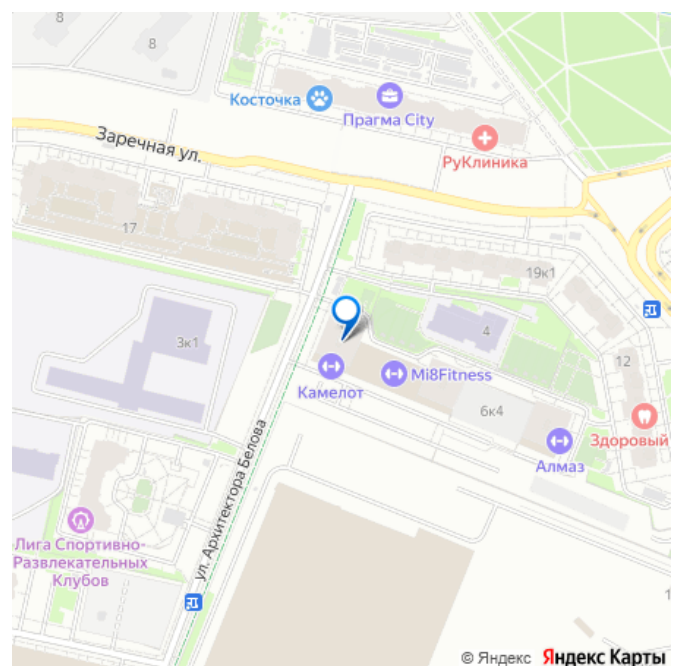 8
8
Косточка
Прагма City
РуКлиника
Заречная ул.
17
19к1
3к1
4
12
Камелот
Mi8Fitness
6к4
Здоровый
Алмаз
ул. Архитектора Белова
Лига Спортивно-
Развлекательных
Клубов
1
© Яндекс Яндекс Карты